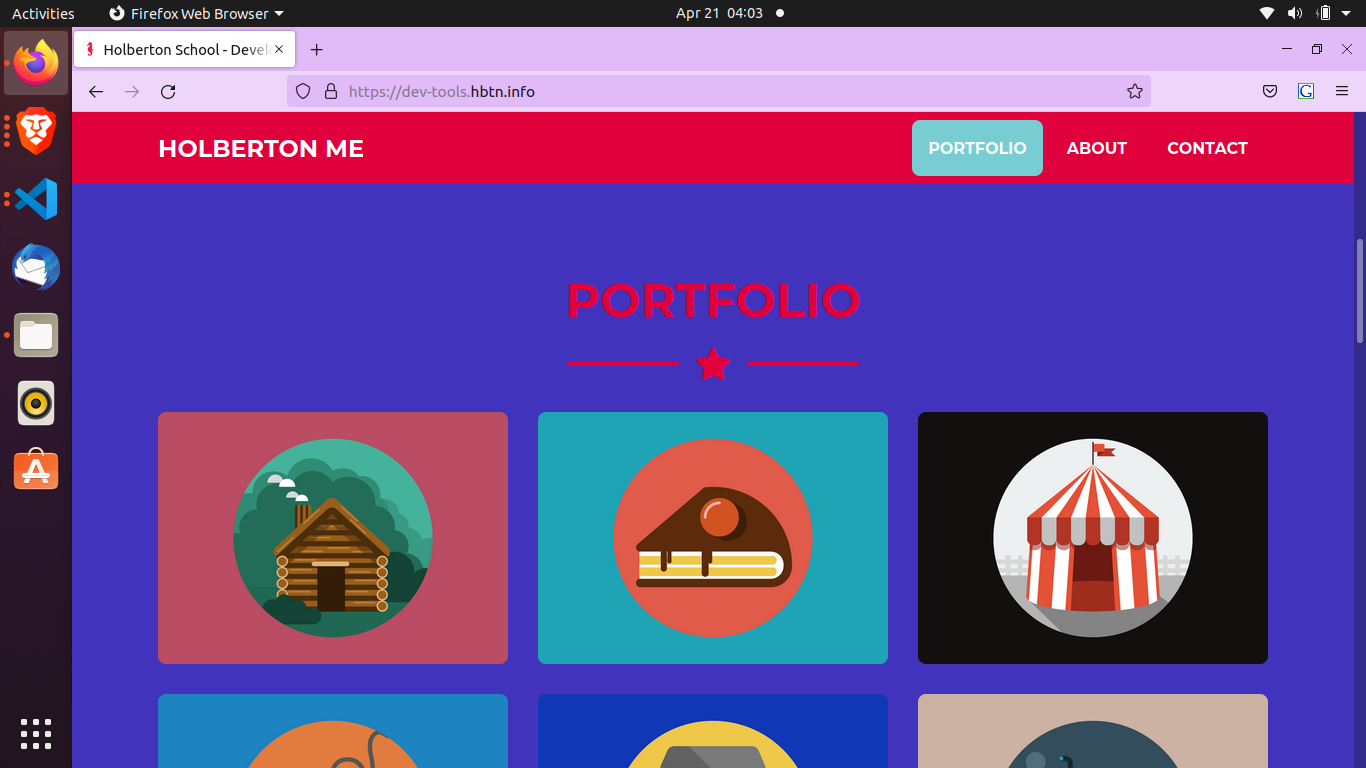 Activities Firefox Web Browser Apr 21 04:03
Holberton School - Devel
https://dev-tools.hbtn.info
HOLBERTON ME PORTFOLIO ABOUT CONTACT
PORTFOLIO